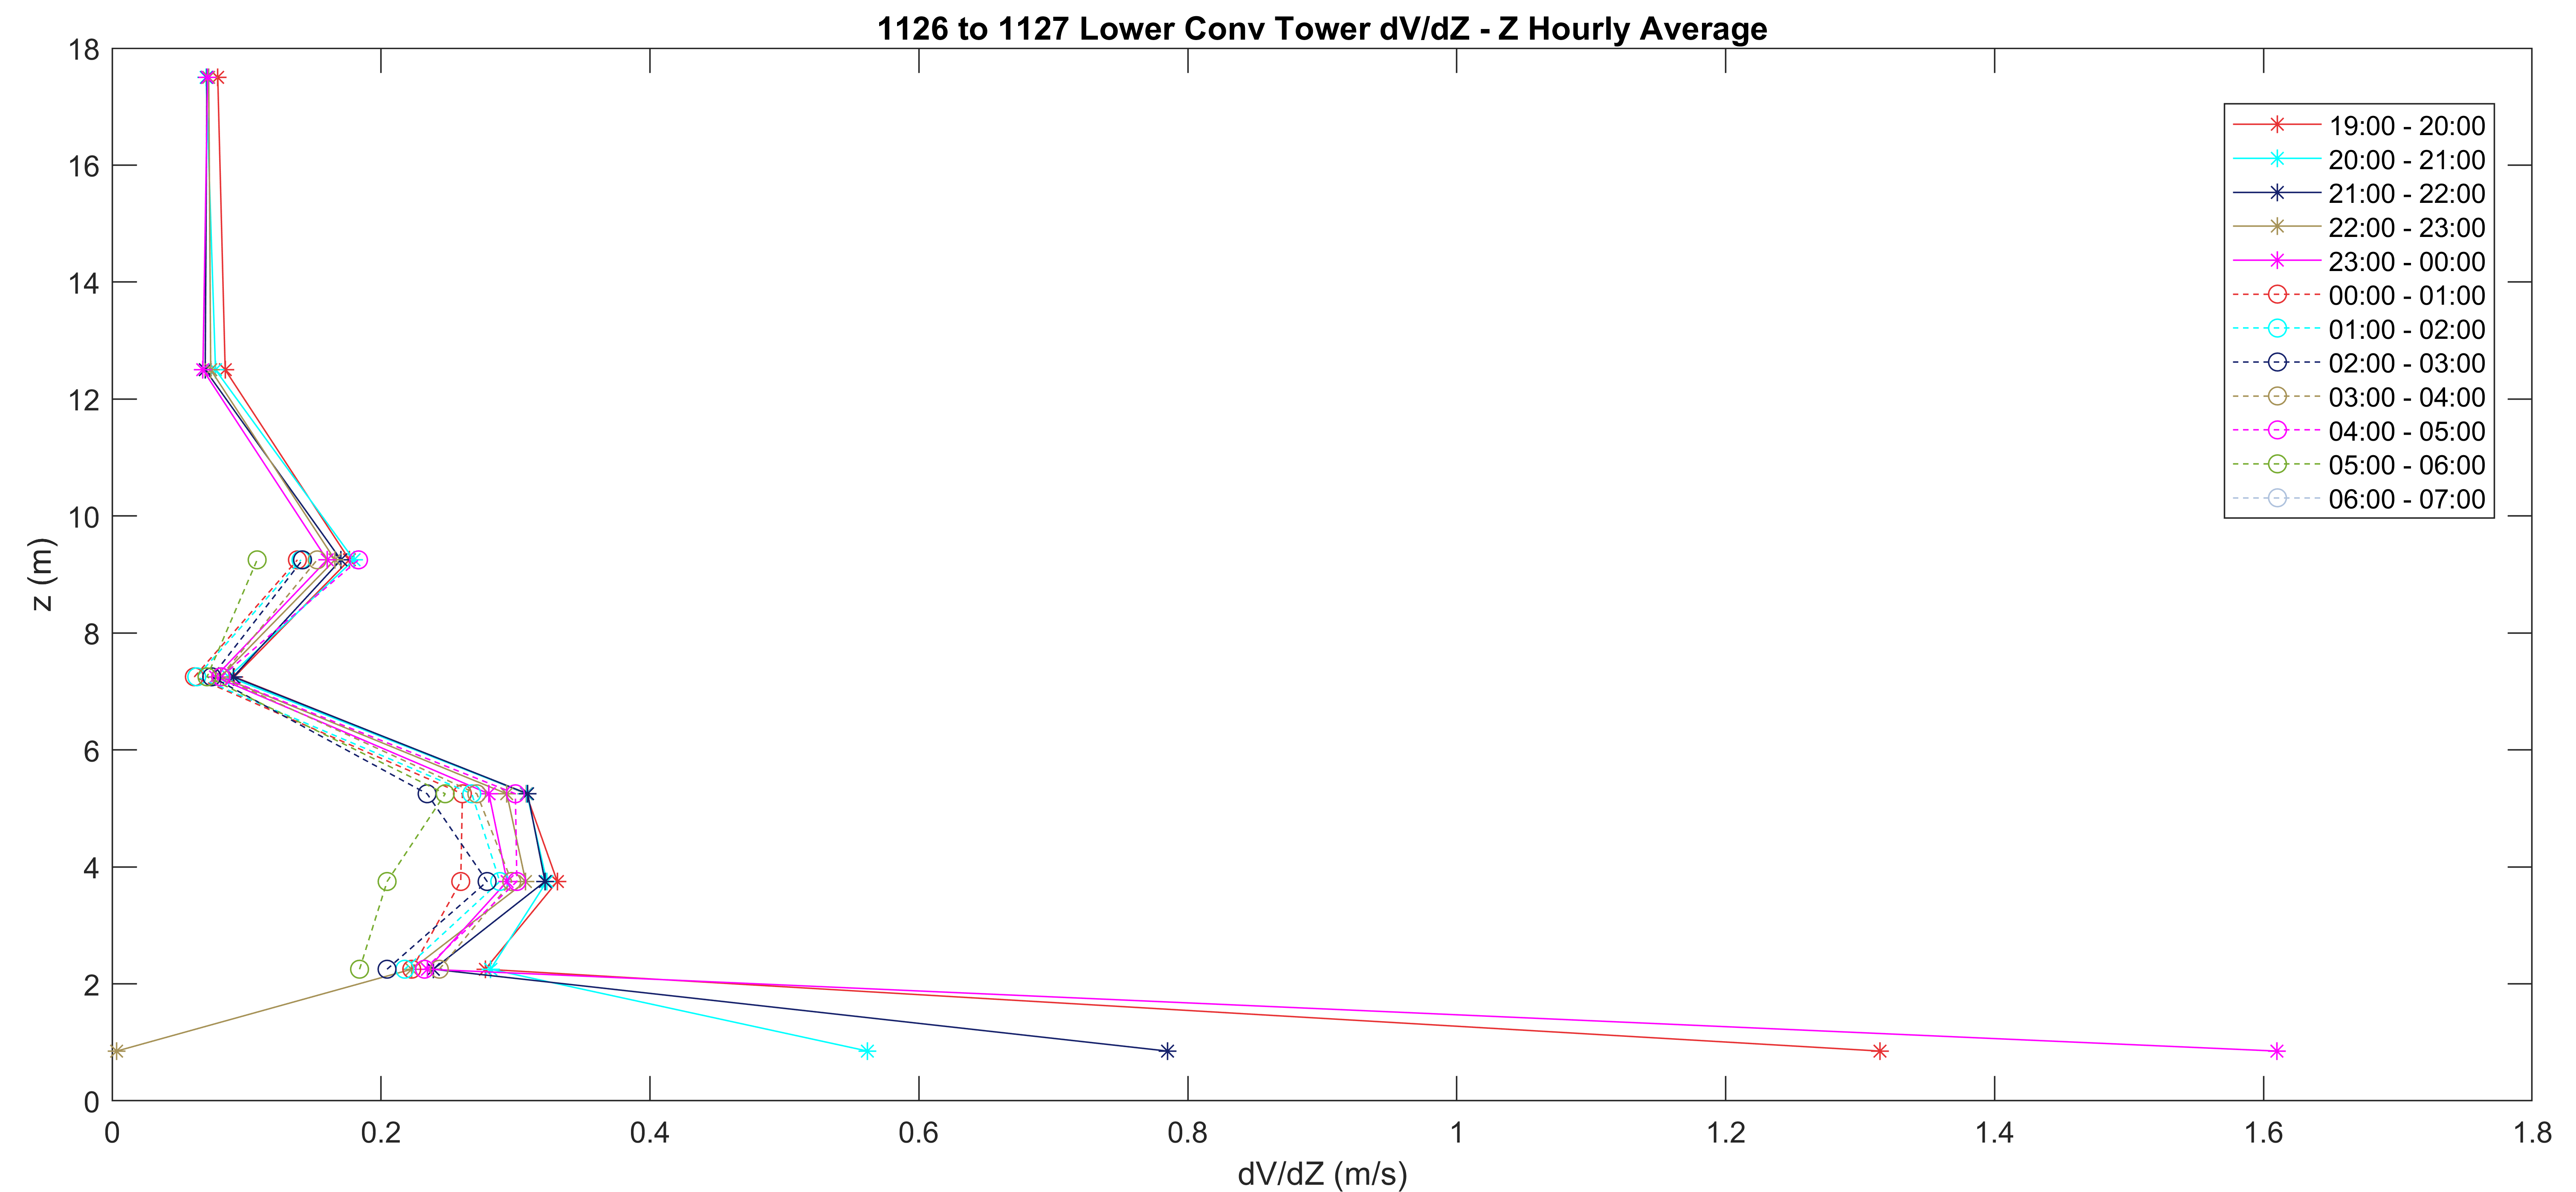 1126 to 1127 Lower Conv Tower dV/dZ - Z Hourly Average
18
16
14
12
10
8
6
4
2
0
z (m)
0 0.2 0.4 0.6 0.8 1 1.2 1.4 1.6 1.8
dV/dZ (m/s)
19:00 - 20:00
20:00 - 21:00
21:00 - 22:00
22:00 - 23:00
23:00 - 00:00
00:00 - 01:00
01:00 - 02:00
02:00 - 03:00
03:00 - 04:00
04:00 - 05:00
05:00 - 06:00
06:00 - 07:00